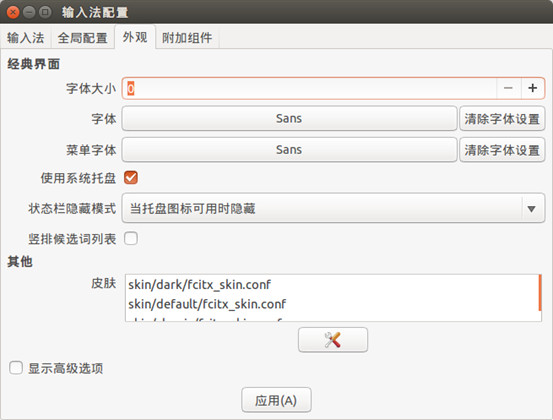 输入法配置
输入法 全局配置 外观 附加组件
经典界面
字体大小 0 − +
字体 Sans 清除字体设置
菜单字体 Sans 清除字体设置
使用系统托盘
状态栏隐藏模式 当托盘图标可用时隐藏
竖排候选词列表
其他
皮肤 skin/dark/fcitx_skin.conf
skin/default/fcitx_skin.conf
显示高级选项
应用(A)